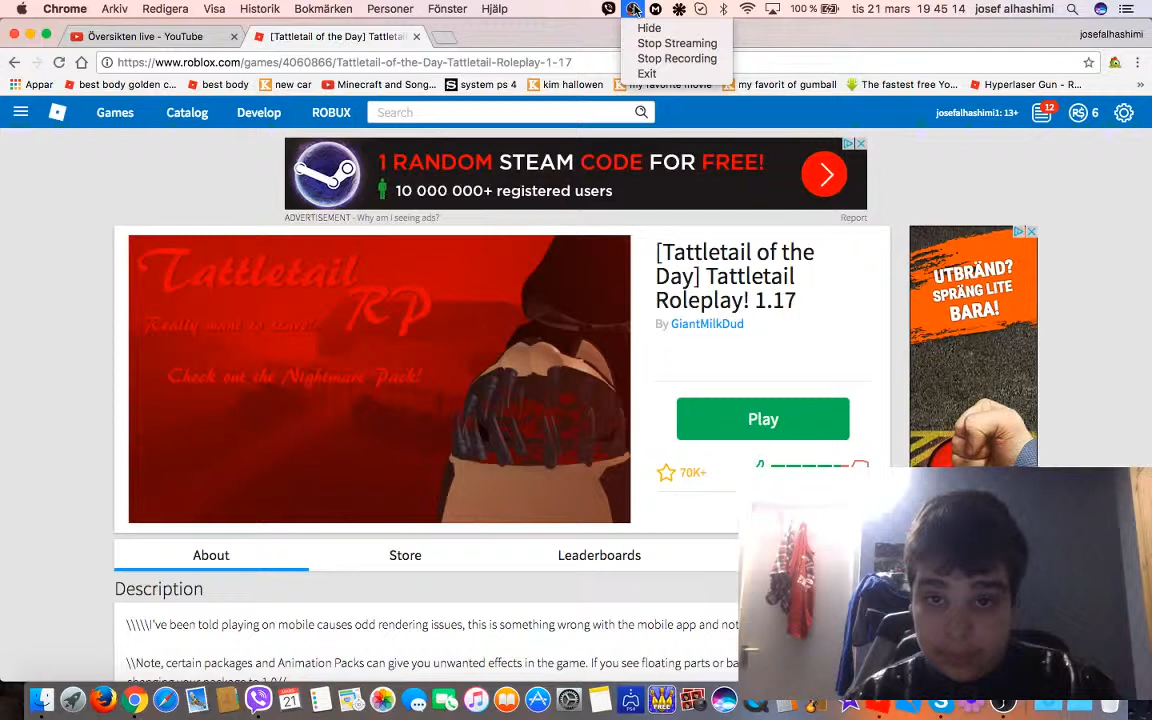 Chrome Arkiv Redigera Visa Historik Bokmärken Personer Fönster Hjälp 100 % tis 21 mars 19 45 14 josef alhashimi
Hide
Stop Streaming
Stop Recording
Exit
Översikten live - YouTube
[Tattletail of the Day] Tattletai
josefalhashimi
https://www.roblox.com/games/4060866/Tattletail-of-the-Day-Tattletail-Roleplay-1-17
Appar best body golden c... best body new car Minecraft and Song... system ps 4 kim hallowen my favorite movie my favorit of gumball The fastest free Yo... Hyperlaser Gun - R...
Games Catalog Develop ROBUX Search josefalhashimi1: 13+ 12 R$ 6
1 RANDOM STEAM CODE FOR FREE!
10 000 000+ registered users
ADVERTISEMENT - Why am I seeing ads? Report
Tattletail
RP
Check out the Nightmare Pack!
[Tattletail of the
Day] Tattletail
Roleplay! 1.17
By GiantMilkDud
Play
70K+
UTBRÄND?
SPRÄNG LITE
BARA!
About Store Leaderboards
Description
\\\\\I've been told playing on mobile causes odd rendering issues, this is something wrong with the mobile app and not
\\Note, certain packages and Animation Packs can give you unwanted effects in the game. If you see floating parts or ba
21
PS4
FREE